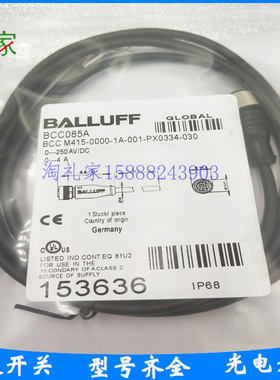 家
BALLUFF
GLOBAL
BCC085A
BCC M415-0000-1A-001-PX0334-030
0---250 AV/DC
0---4 A
淘礼家15888243903
1 Stuck/ piece
Country of origin
Germany
LISTED IND.CONT.EQ 81U2
FOR USE IN THE
SECONDARY OF A CLASS 2
SOURCE OF SUPPLY
153636
IP68
开关
型号齐全
光电